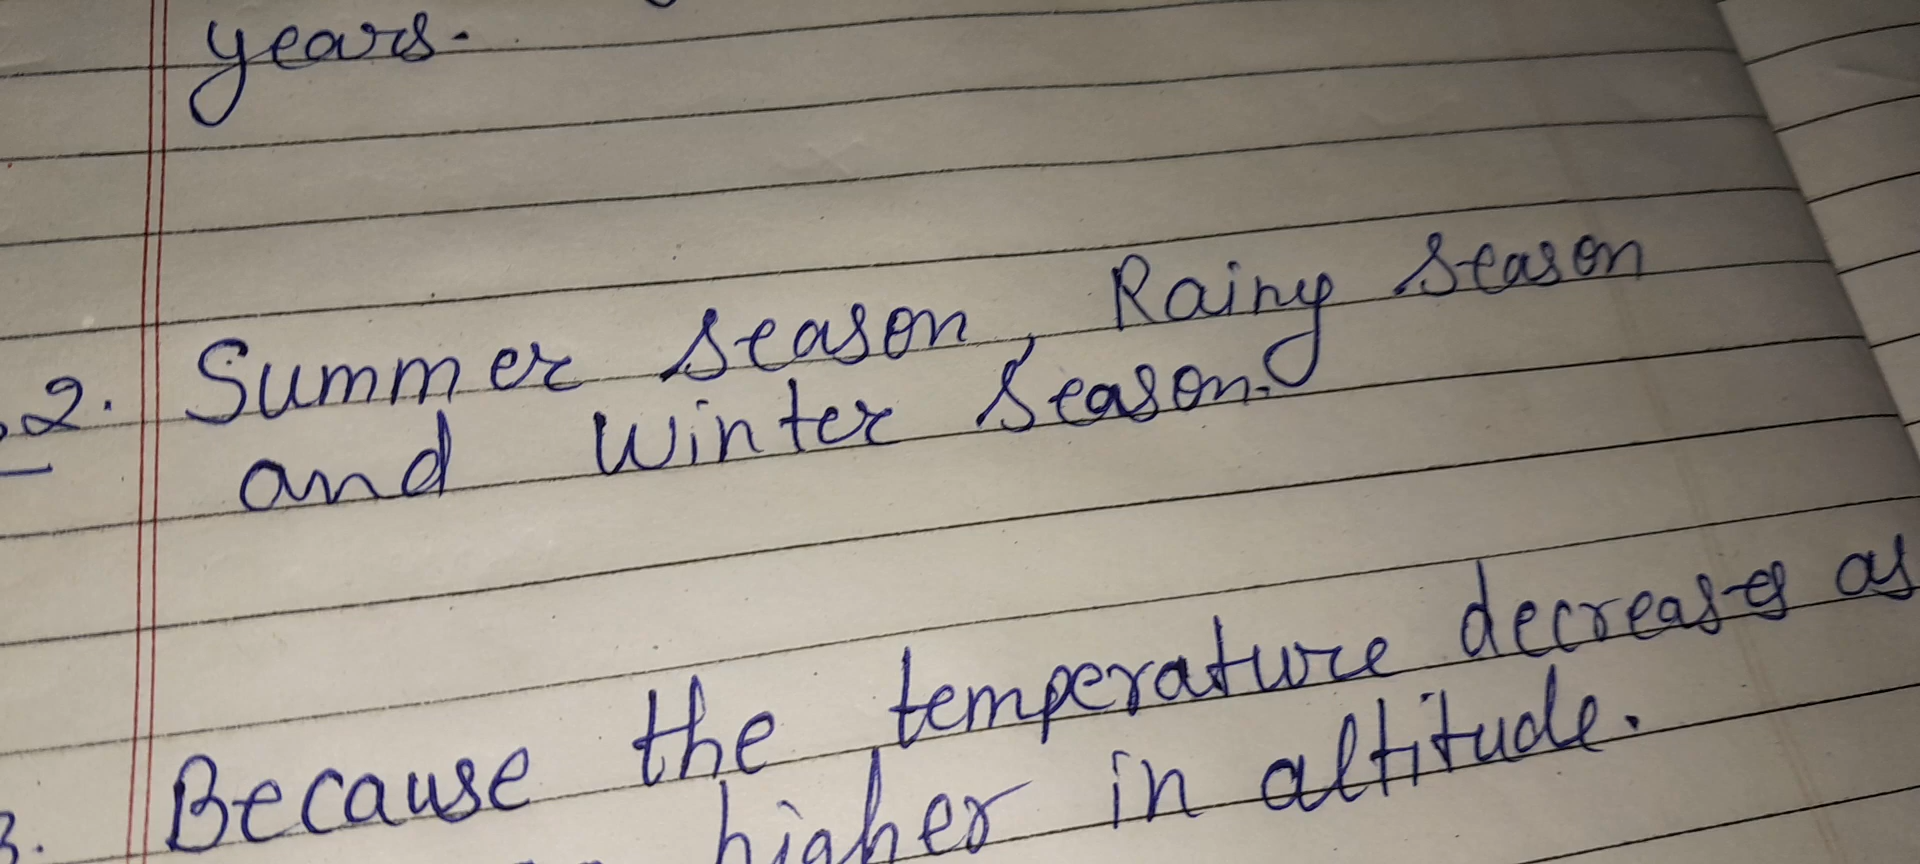 years.
2. Summer season, Rainy season
and Winter season.
3. Because the temperature decreases as
higher in altitude.